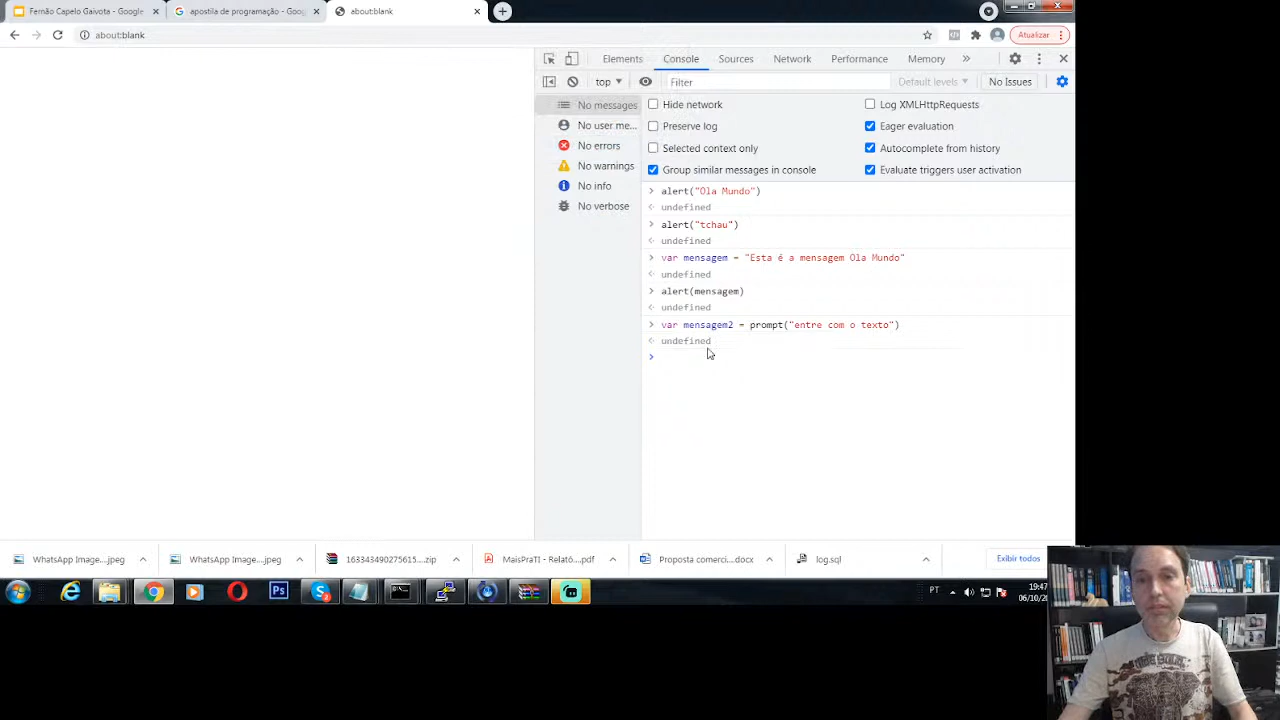 Fernão Capelo Gaivota - Google
apostila de programação - Goo
about:blank
about:blank
Atualizar
Elements Console Sources Network Performance Memory »
top Filter Default levels No Issues
No messages
No user me...
No errors
No warnings
No info
No verbose
Hide network
Log XMLHttpRequests
Preserve log
Eager evaluation
Selected context only
Autocomplete from history
Group similar messages in console
Evaluate triggers user activation
> alert("Ola Mundo")
undefined
> alert("tchau")
undefined
> var mensagem = "Esta é a mensagem Ola Mundo"
undefined
> alert(mensagem)
undefined
> var mensagem2 = prompt("entre com o texto")
undefined
>
WhatsApp Image....jpeg
WhatsApp Image....jpeg
163343490275615....zip
MaisPraTI - Relató....pdf
Proposta comerci....docx
log.sql
Exibir todos
PT
19:47
06/10/20